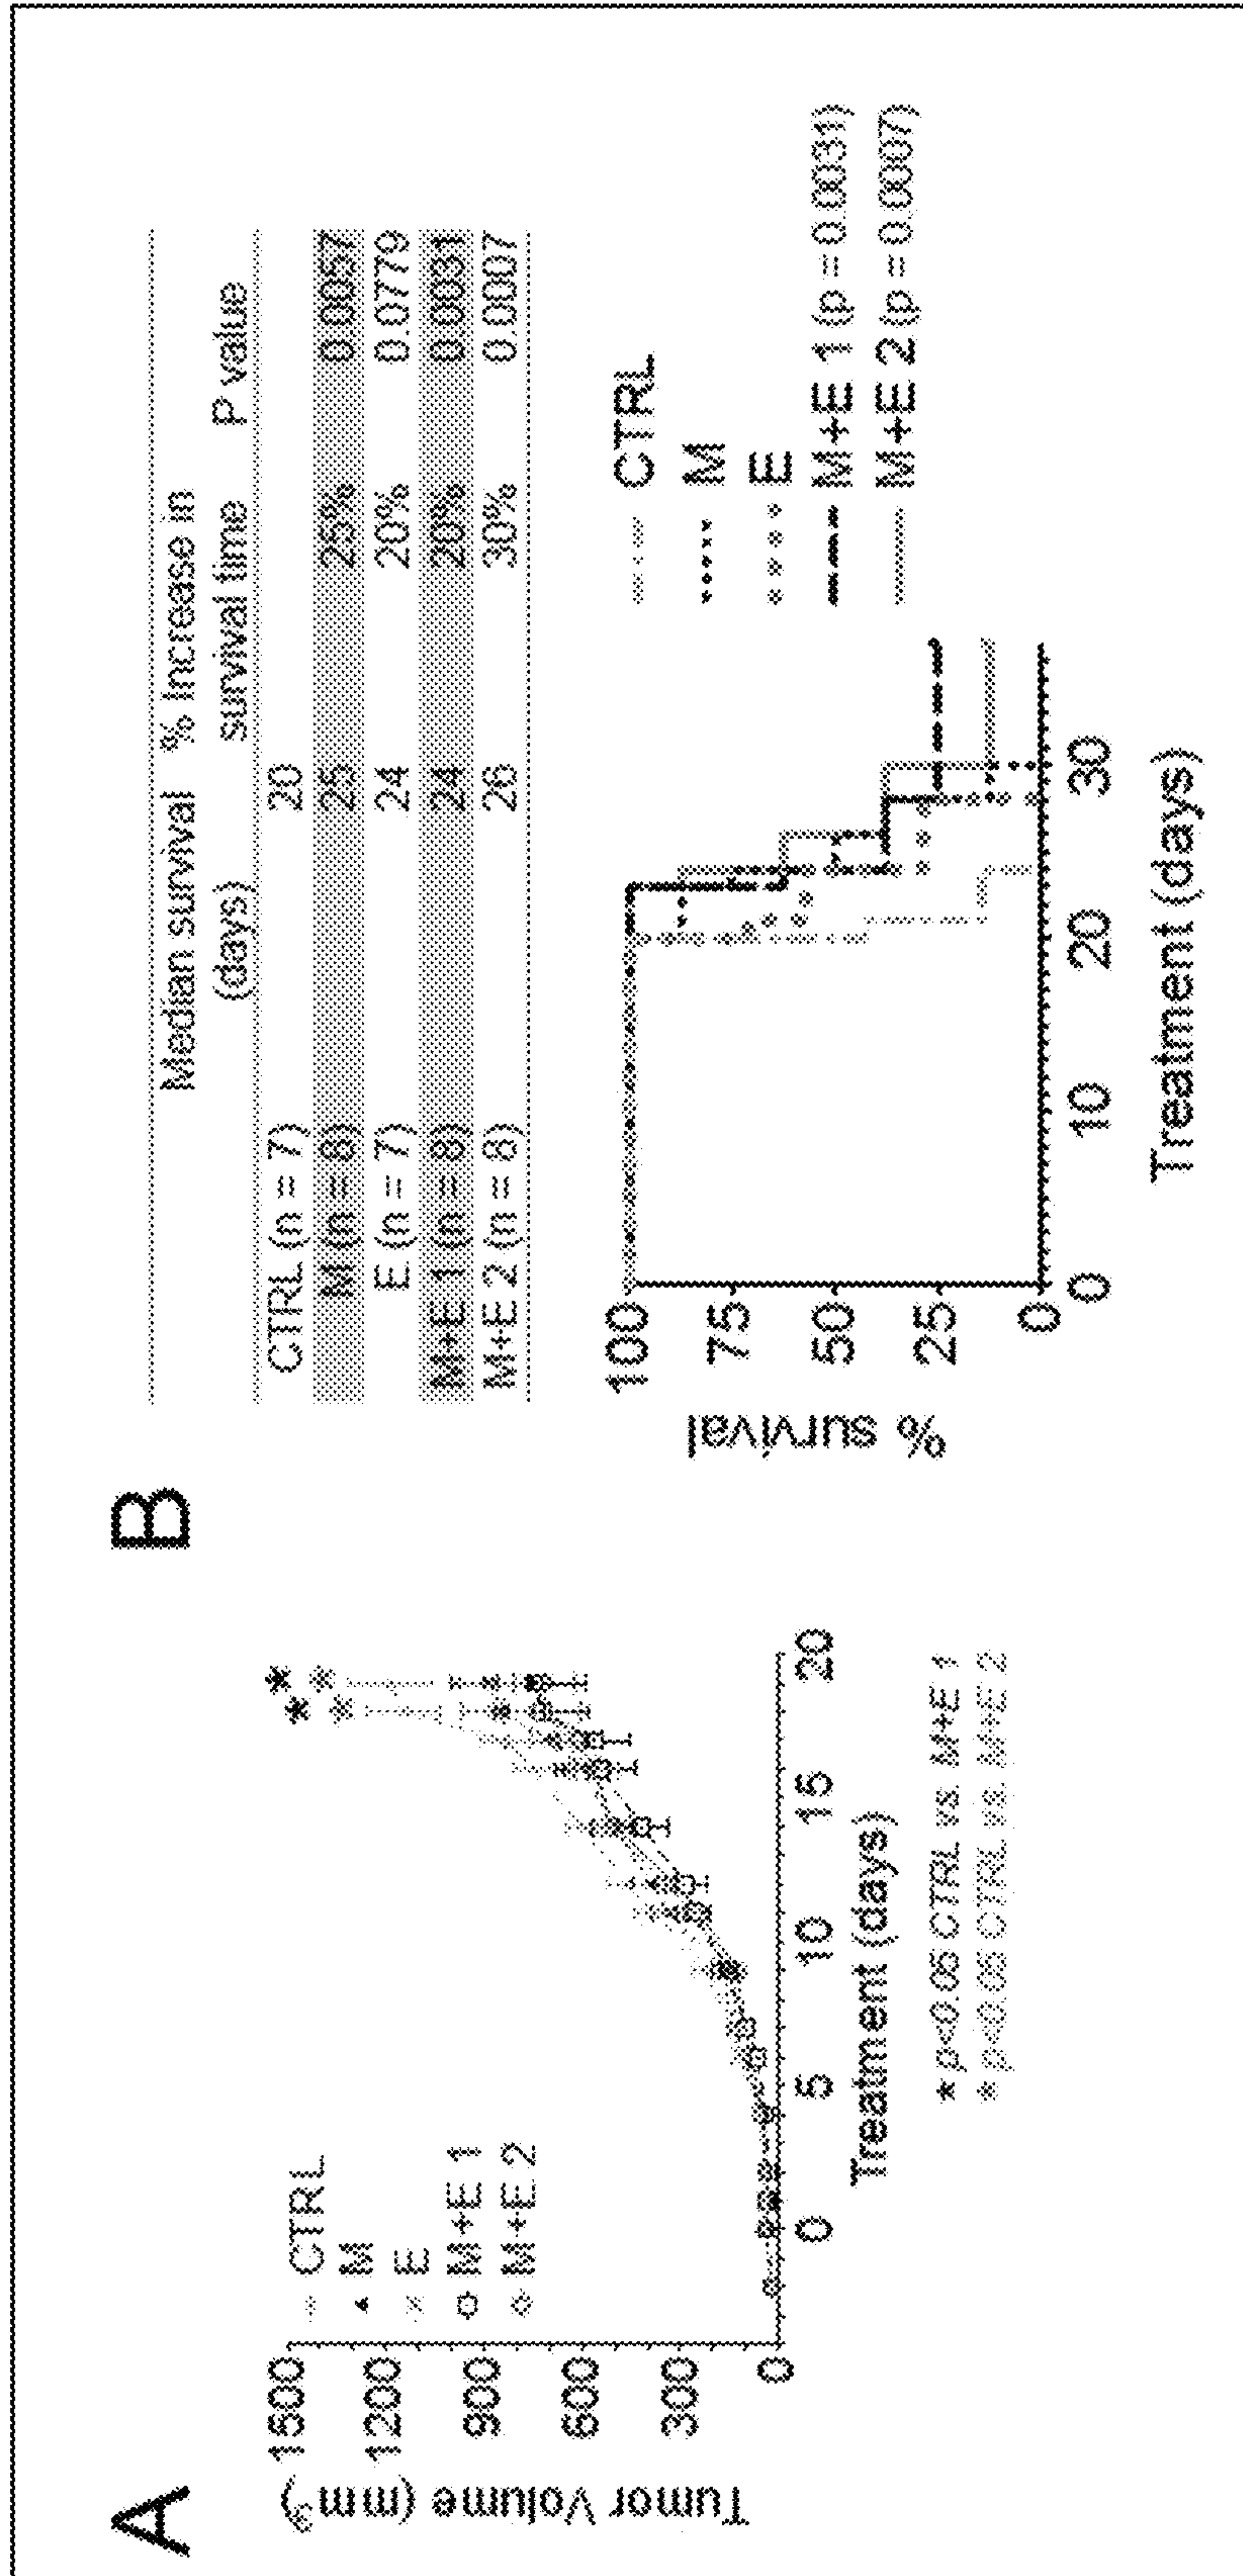 A
Tumor Volume (mm3)
1500
1200
900
600
300
0
CTRL
M
E
M+E 1
M+E 2
0 5 10 15 20
Treatment (days)
* p<0.05 CTRL vs. M+E 1
* p<0.05 CTRL vs. M+E 2
B
Median survival % Increase in
(days) survival time P value
CTRL (n = 7) 20
M (n = 8) 25 25% 0.0057
E (n = 7) 24 20% 0.0779
M+E 1 (n = 8) 24 20% 0.0031
M+E 2 (n = 8) 26 30% 0.0007
% survival
100
75
50
25
0
0 10 20 30
Treatment (days)
CTRL
M
E
M+E 1 (p = 0.0031)
M+E 2 (p = 0.0007)